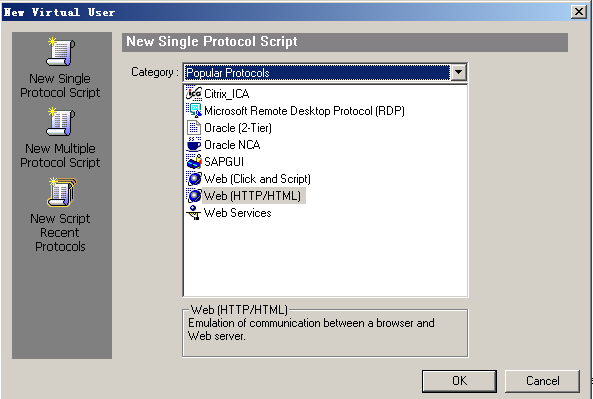 New Virtual User
New Single Protocol Script
New Single
Protocol Script
New Multiple
Protocol Script
New Script
Recent
Protocols
Category :
Popular Protocols
Citrix_ICA
Microsoft Remote Desktop Protocol (RDP)
Oracle (2-Tier)
Oracle NCA
SAPGUI
Web (Click and Script)
Web (HTTP/HTML)
Web Services
Web (HTTP/HTML)
Emulation of communication between a browser and
Web server.
OK
Cancel